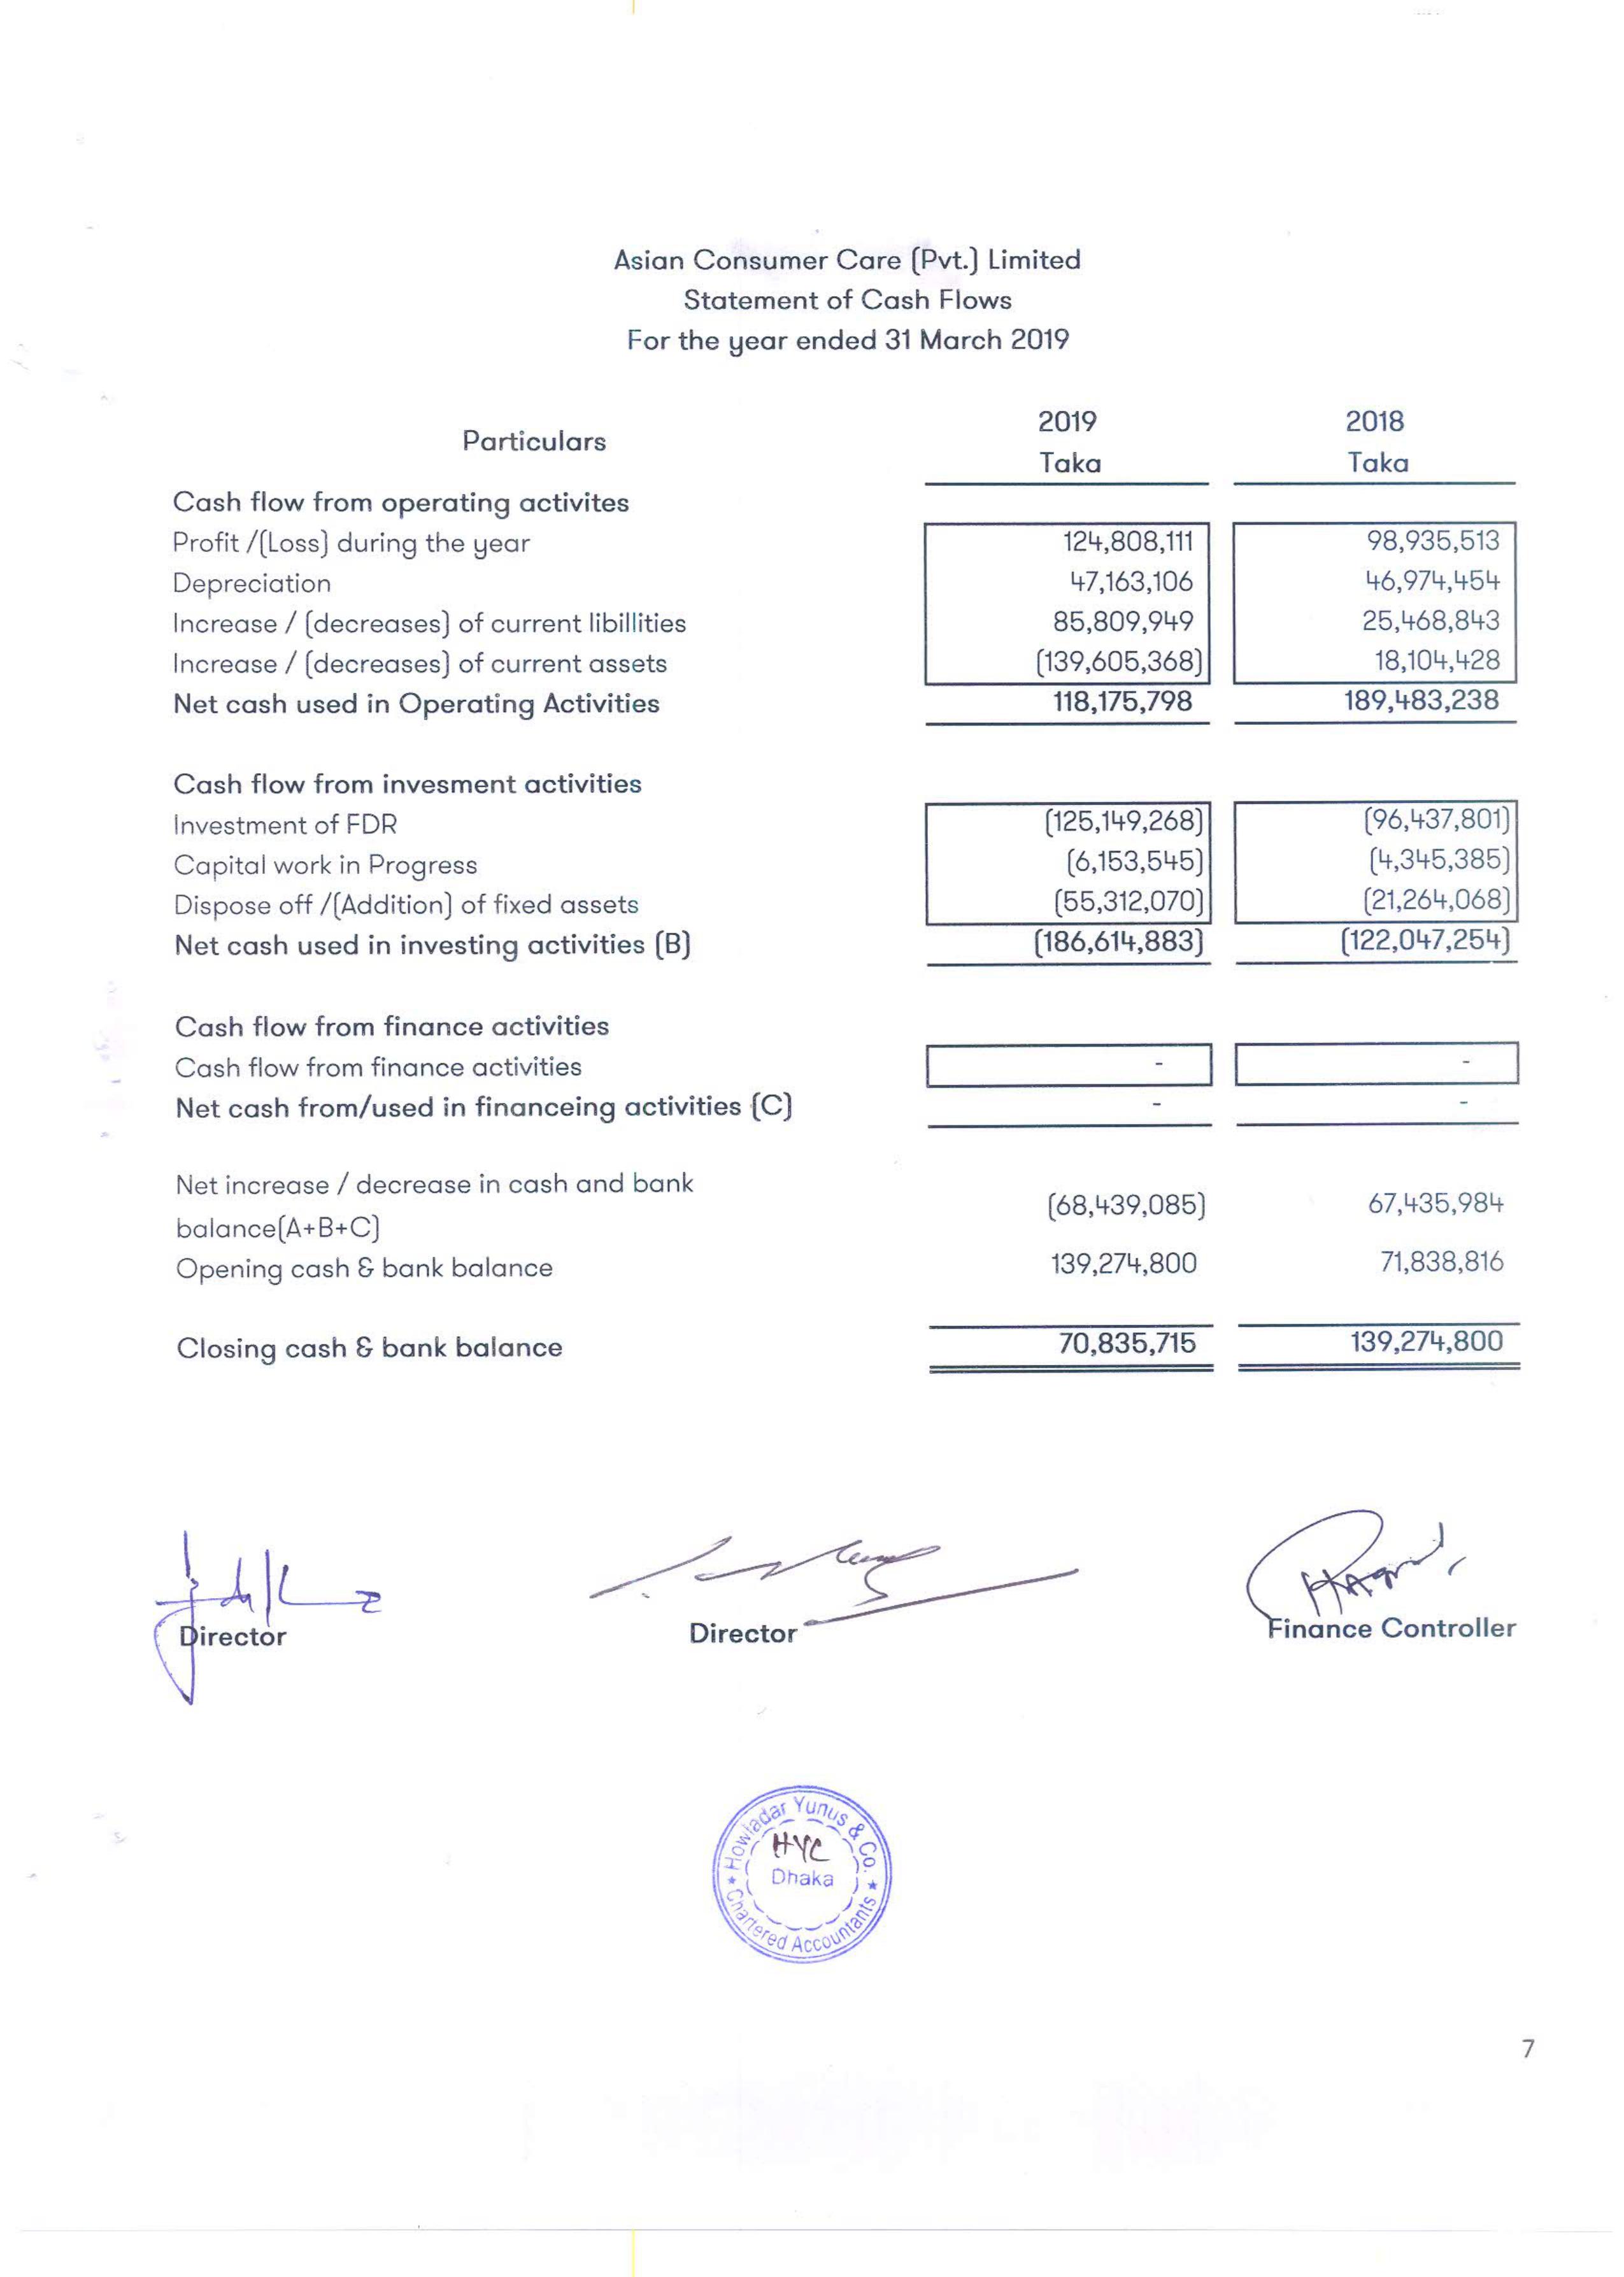 Asian Consumer Care (Pvt.) Limited
Statement of Cash Flows
For the year ended 31 March 2019
Particulars 2019 2018
Taka Taka
Cash flow from operating activites
Profit /(Loss) during the year 124,808,111 98,935,513
Depreciation 47,163,106 46,974,454
Increase / (decreases) of current libillities 85,809,949 25,468,843
Increase / (decreases) of current assets (139,605,368) 18,104,428
Net cash used in Operating Activities 118,175,798 189,483,238
Cash flow from invesment activities
Investment of FDR (125,149,268) (96,437,801)
Capital work in Progress (6,153,545) (4,345,385)
Dispose off /(Addition) of fixed assets (55,312,070) (21,264,068)
Net cash used in investing activities (B) (186,614,883) (122,047,254)
Cash flow from finance activities
Cash flow from finance activities - -
Net cash from/used in financeing activities (C) - -
Net increase / decrease in cash and bank
balance(A+B+C) (68,439,085) 67,435,984
Opening cash & bank balance 139,274,800 71,838,816
Closing cash & bank balance 70,835,715 139,274,800
Director Director Finance Controller
Howladar Yunus & Co.
HYC
Dhaka
Chartered Accountants
7